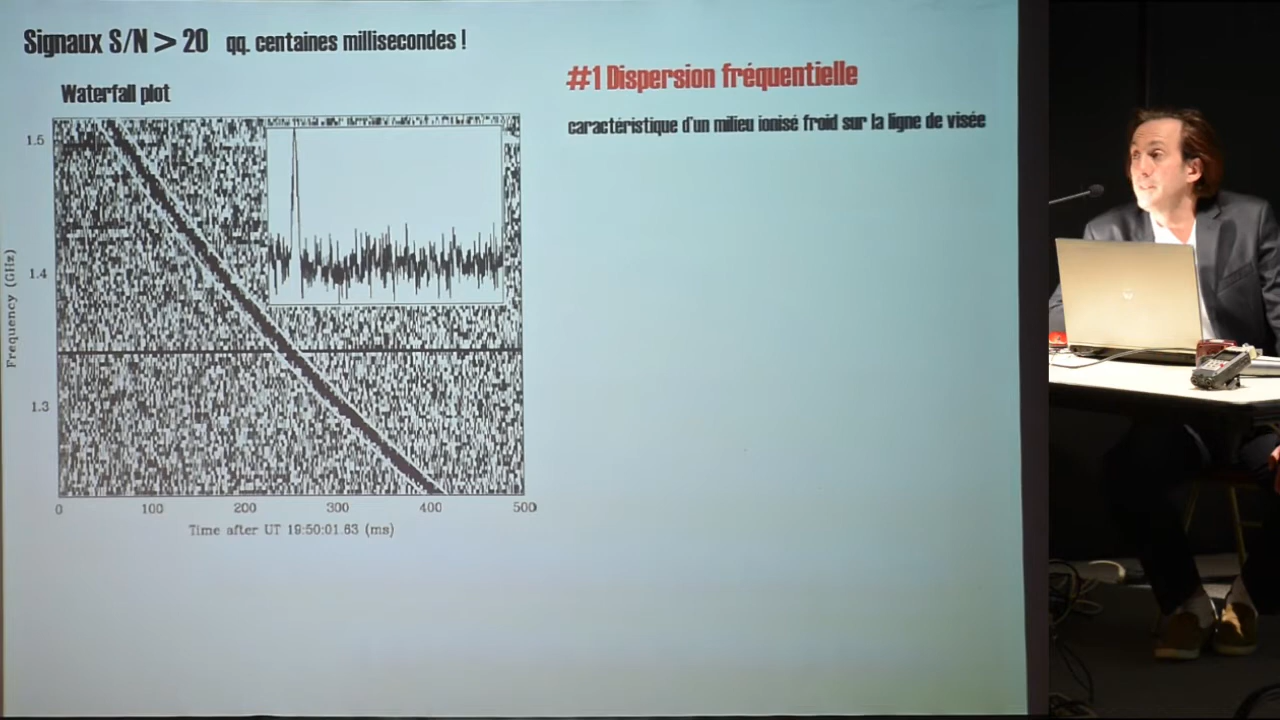 Signaux S/N > 20 qq. centaines millisecondes !
#1 Dispersion fréquentielle
Waterfall plot
caractéristique d'un milieu ionisé froid sur la ligne de visée
1.5
1.4
1.3
Frequency (GHz)
0 100 200 300 400 500
Time after UT 19:50:01.63 (ms)